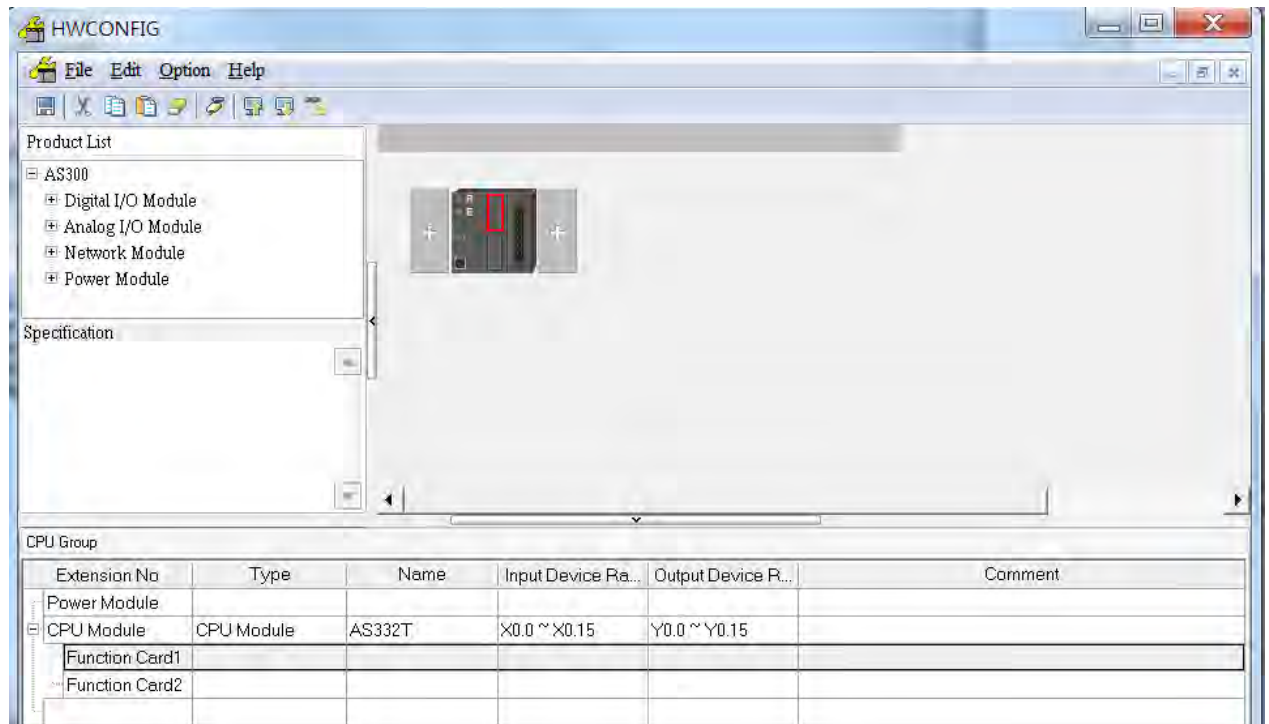 HWCONFIG
File Edit Option Help
Product List
AS300
Digital I/O Module
Analog I/O Module
Network Module
Power Module
Specification
R
E
CPU Group
Extension No Type Name Input Device Ra... Output Device R... Comment
Power Module
CPU Module CPU Module AS332T X0.0 ~ X0.15 Y0.0 ~ Y0.15
Function Card1
Function Card2